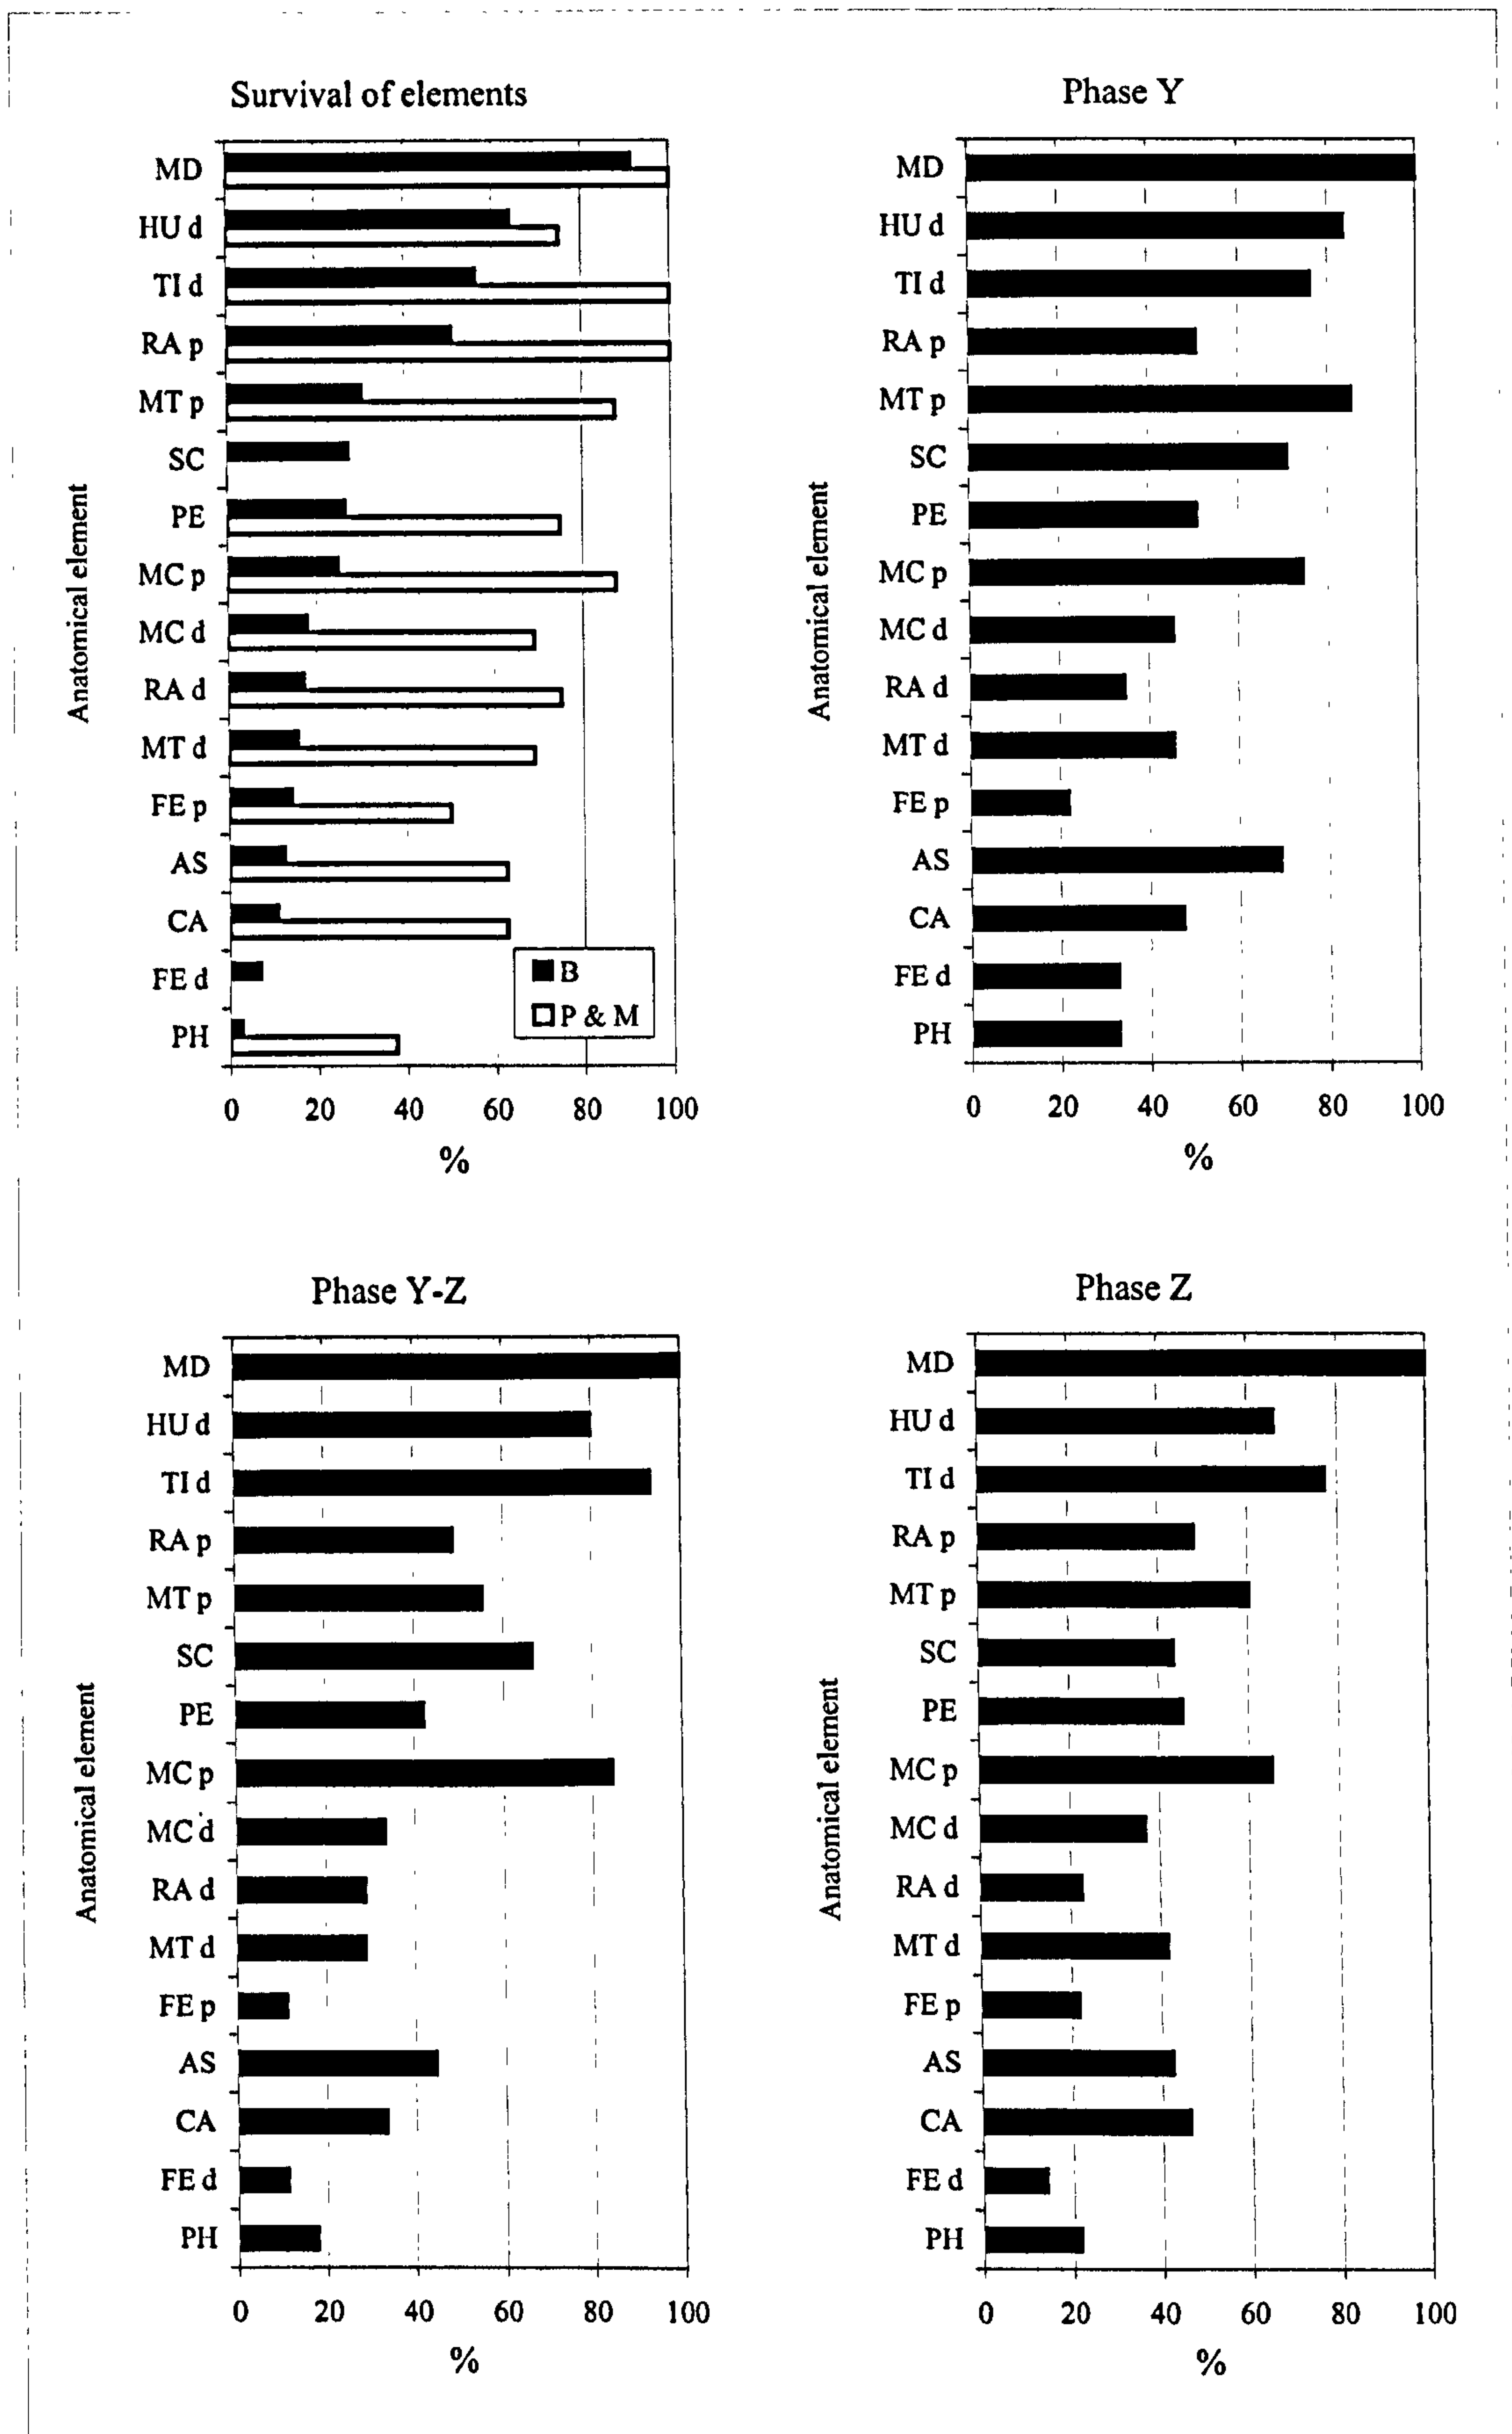 Survival of elements
Anatomical element
MD
HU d
TI d
RA p
MT p
SC
PE
MC p
MC d
RA d
MT d
FE p
AS
CA
FE d
PH
B
P & M
0 20 40 60 80 100
%
Phase Y
Anatomical element
MD
HU d
TI d
RA p
MT p
SC
PE
MC p
MC d
RA d
MT d
FE p
AS
CA
FE d
PH
0 20 40 60 80 100
%
Phase Y-Z
Anatomical element
MD
HU d
TI d
RA p
MT p
SC
PE
MC p
MC d
RA d
MT d
FE p
AS
CA
FE d
PH
0 20 40 60 80 100
%
Phase Z
Anatomical element
MD
HU d
TI d
RA p
MT p
SC
PE
MC p
MC d
RA d
MT d
FE p
AS
CA
FE d
PH
0 20 40 60 80 100
%